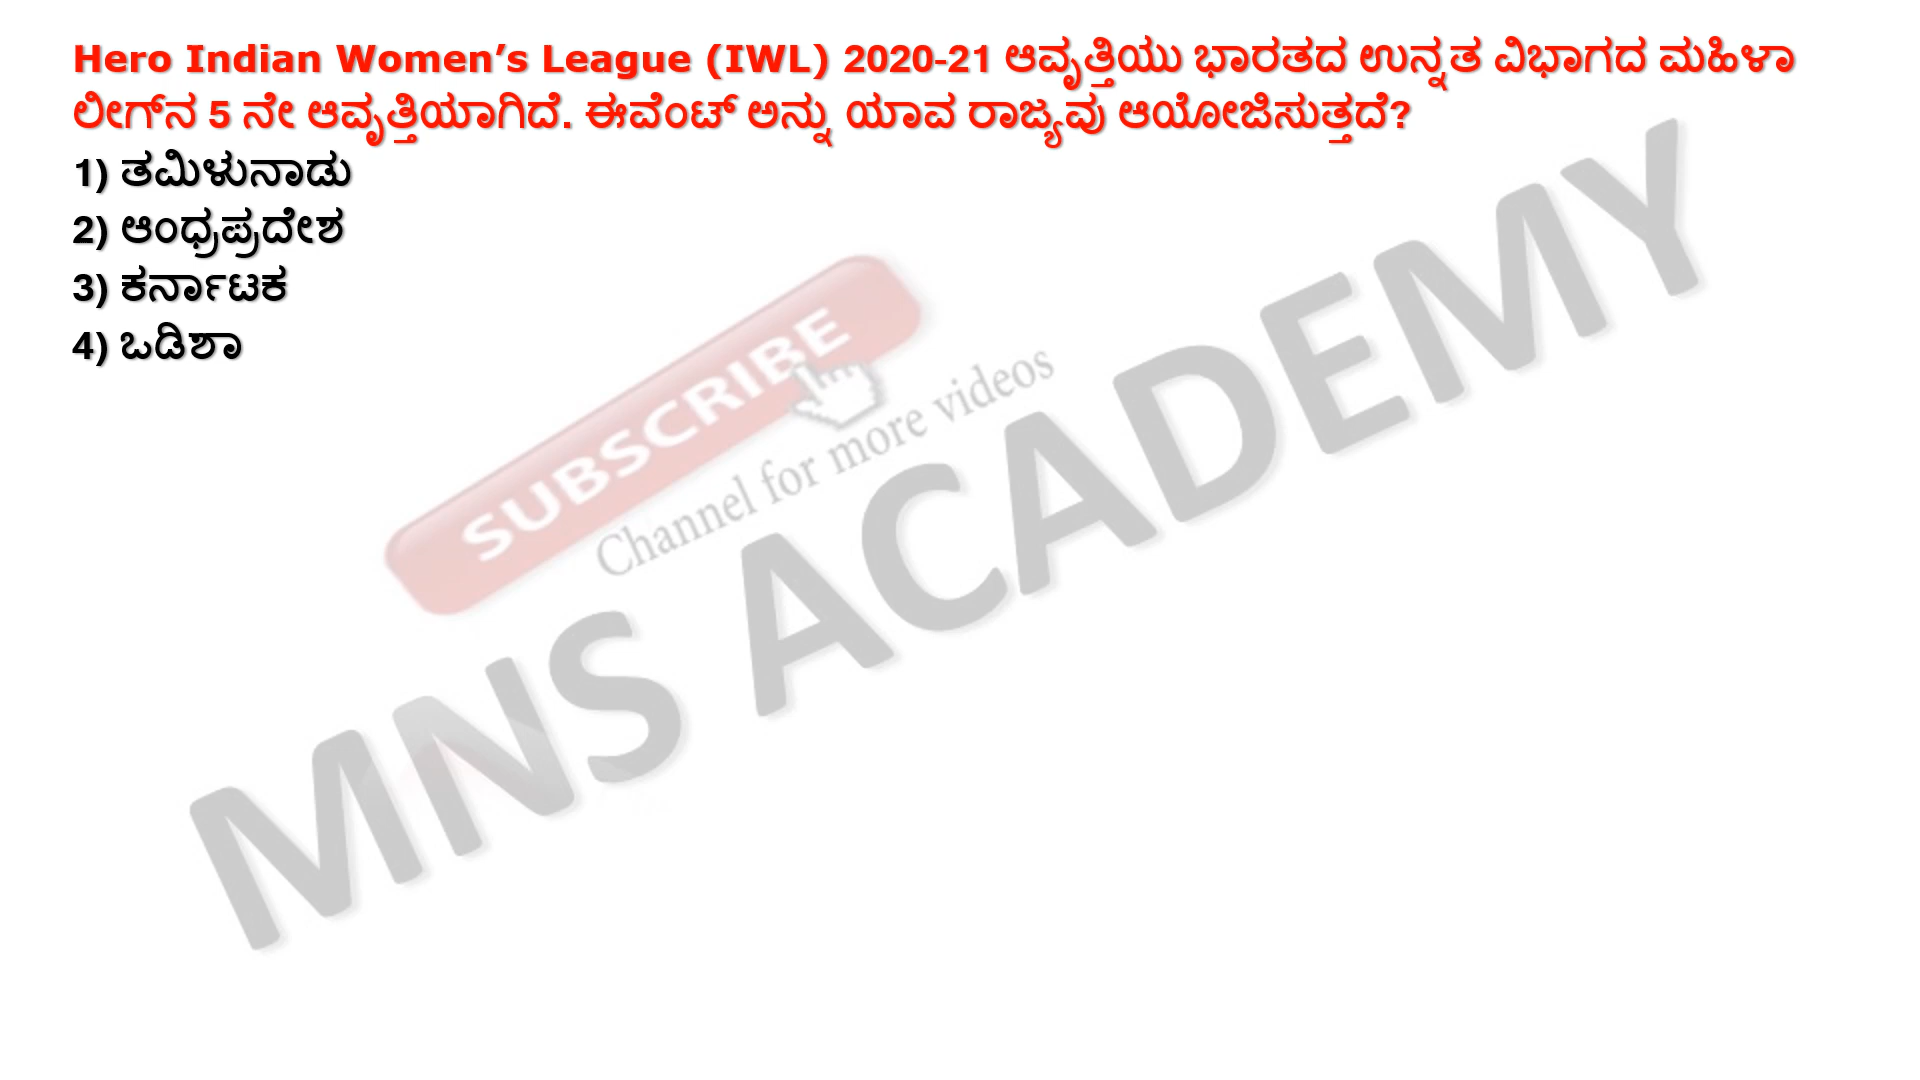 Hero Indian Women’s League (IWL) 2020-21 ಆವೃತ್ತಿಯು ಭಾರತದ ಉನ್ನತ ವಿಭಾಗದ ಮಹಿಳಾ
ಲೀಗ್‌ನ 5 ನೇ ಆವೃತ್ತಿಯಾಗಿದೆ. ಈವೆಂಟ್ ಅನ್ನು ಯಾವ ರಾಜ್ಯವು ಆಯೋಜಿಸುತ್ತದೆ?
1) ತಮಿಳುನಾಡು
2) ಆಂಧ್ರಪ್ರದೇಶ
3) ಕರ್ನಾಟಕ
4) ಒಡಿಶಾ
SUBSCRIBE
Channel for more videos
MNS ACADEMY